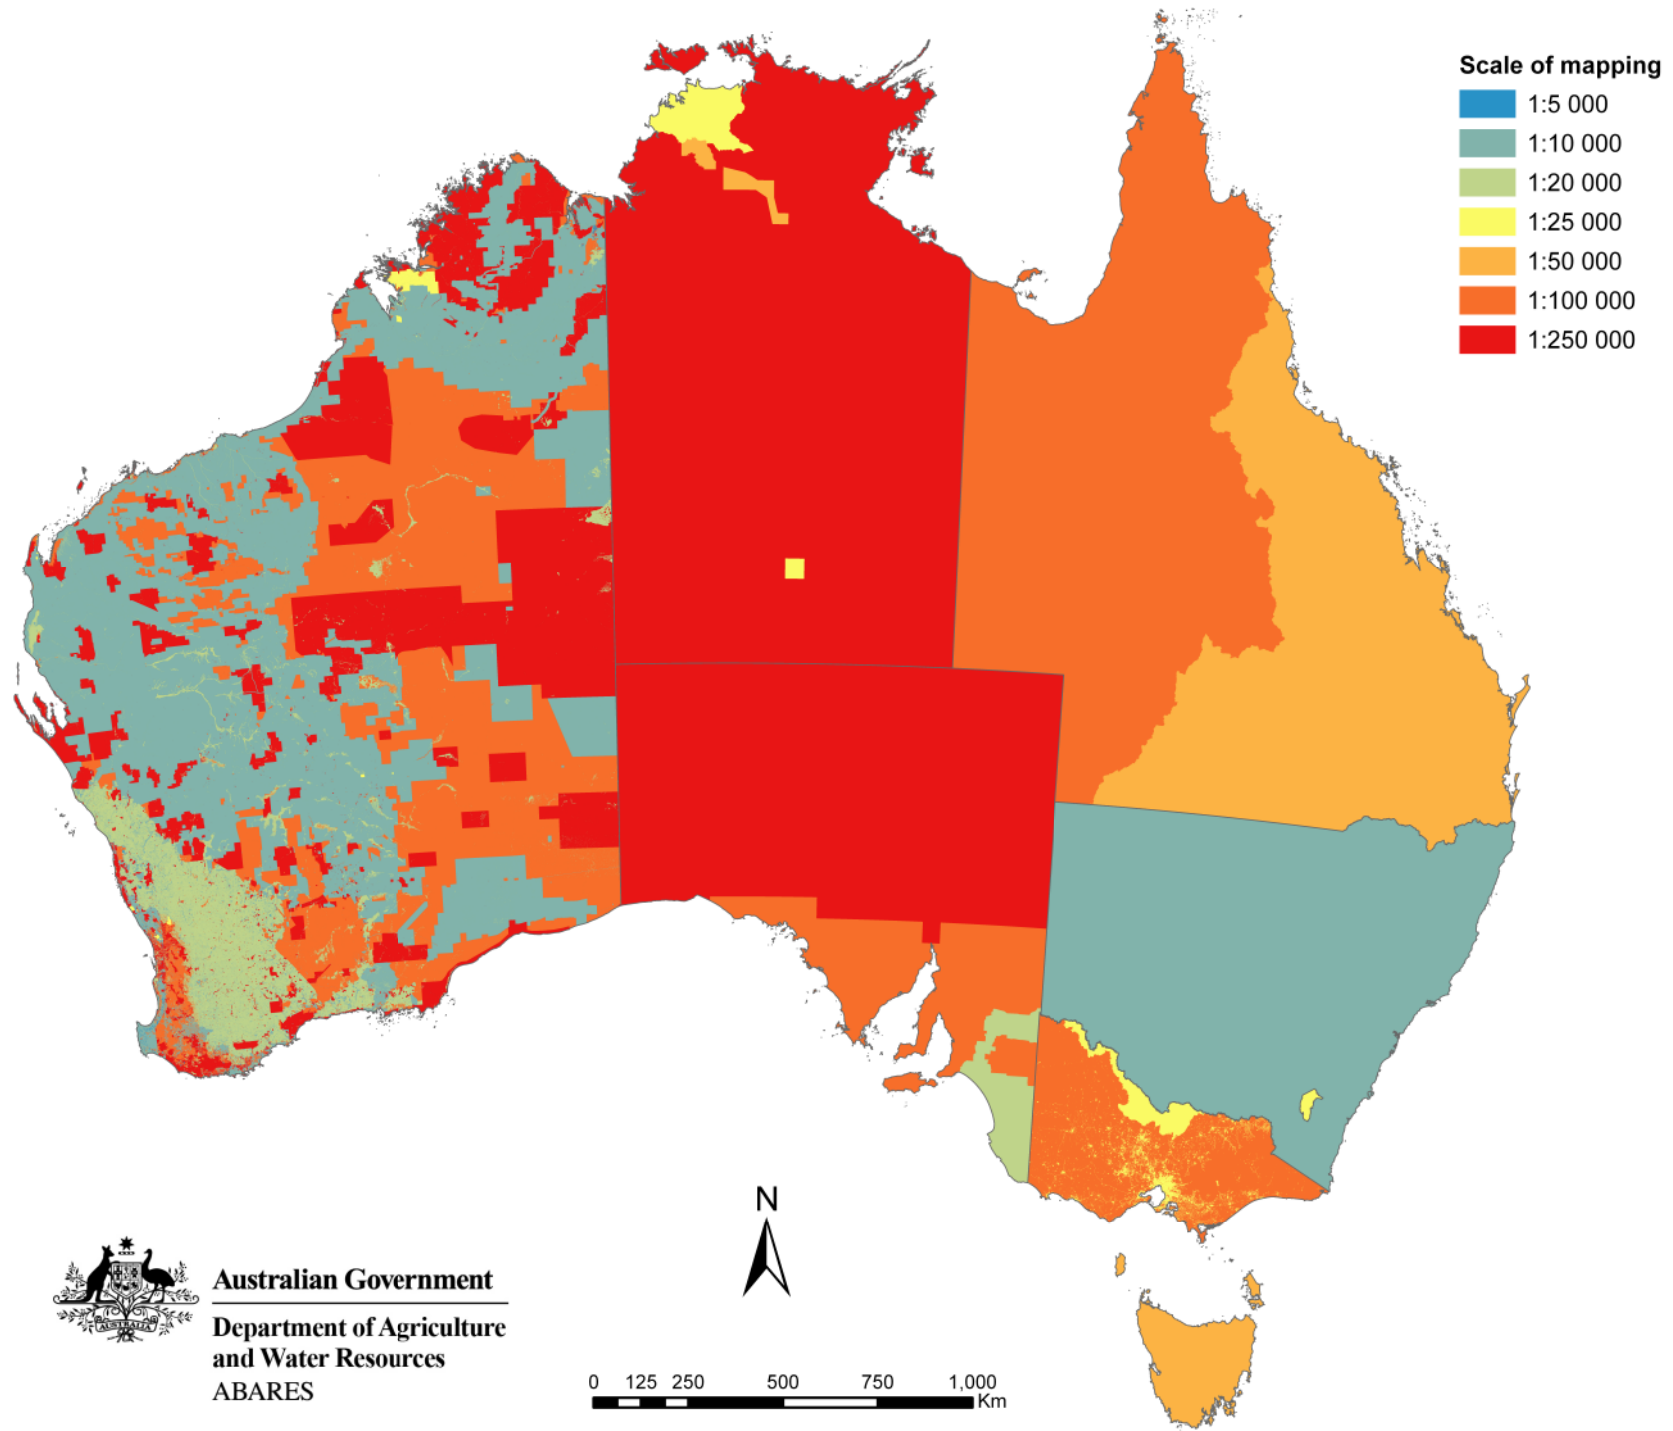 Scale of mapping
1:5 000
1:10 000
1:20 000
1:25 000
1:50 000
1:100 000
1:250 000
N
AUSTRALIA
Australian Government
Department of Agriculture
and Water Resources
ABARES
0 125 250 500 750 1,000
Km